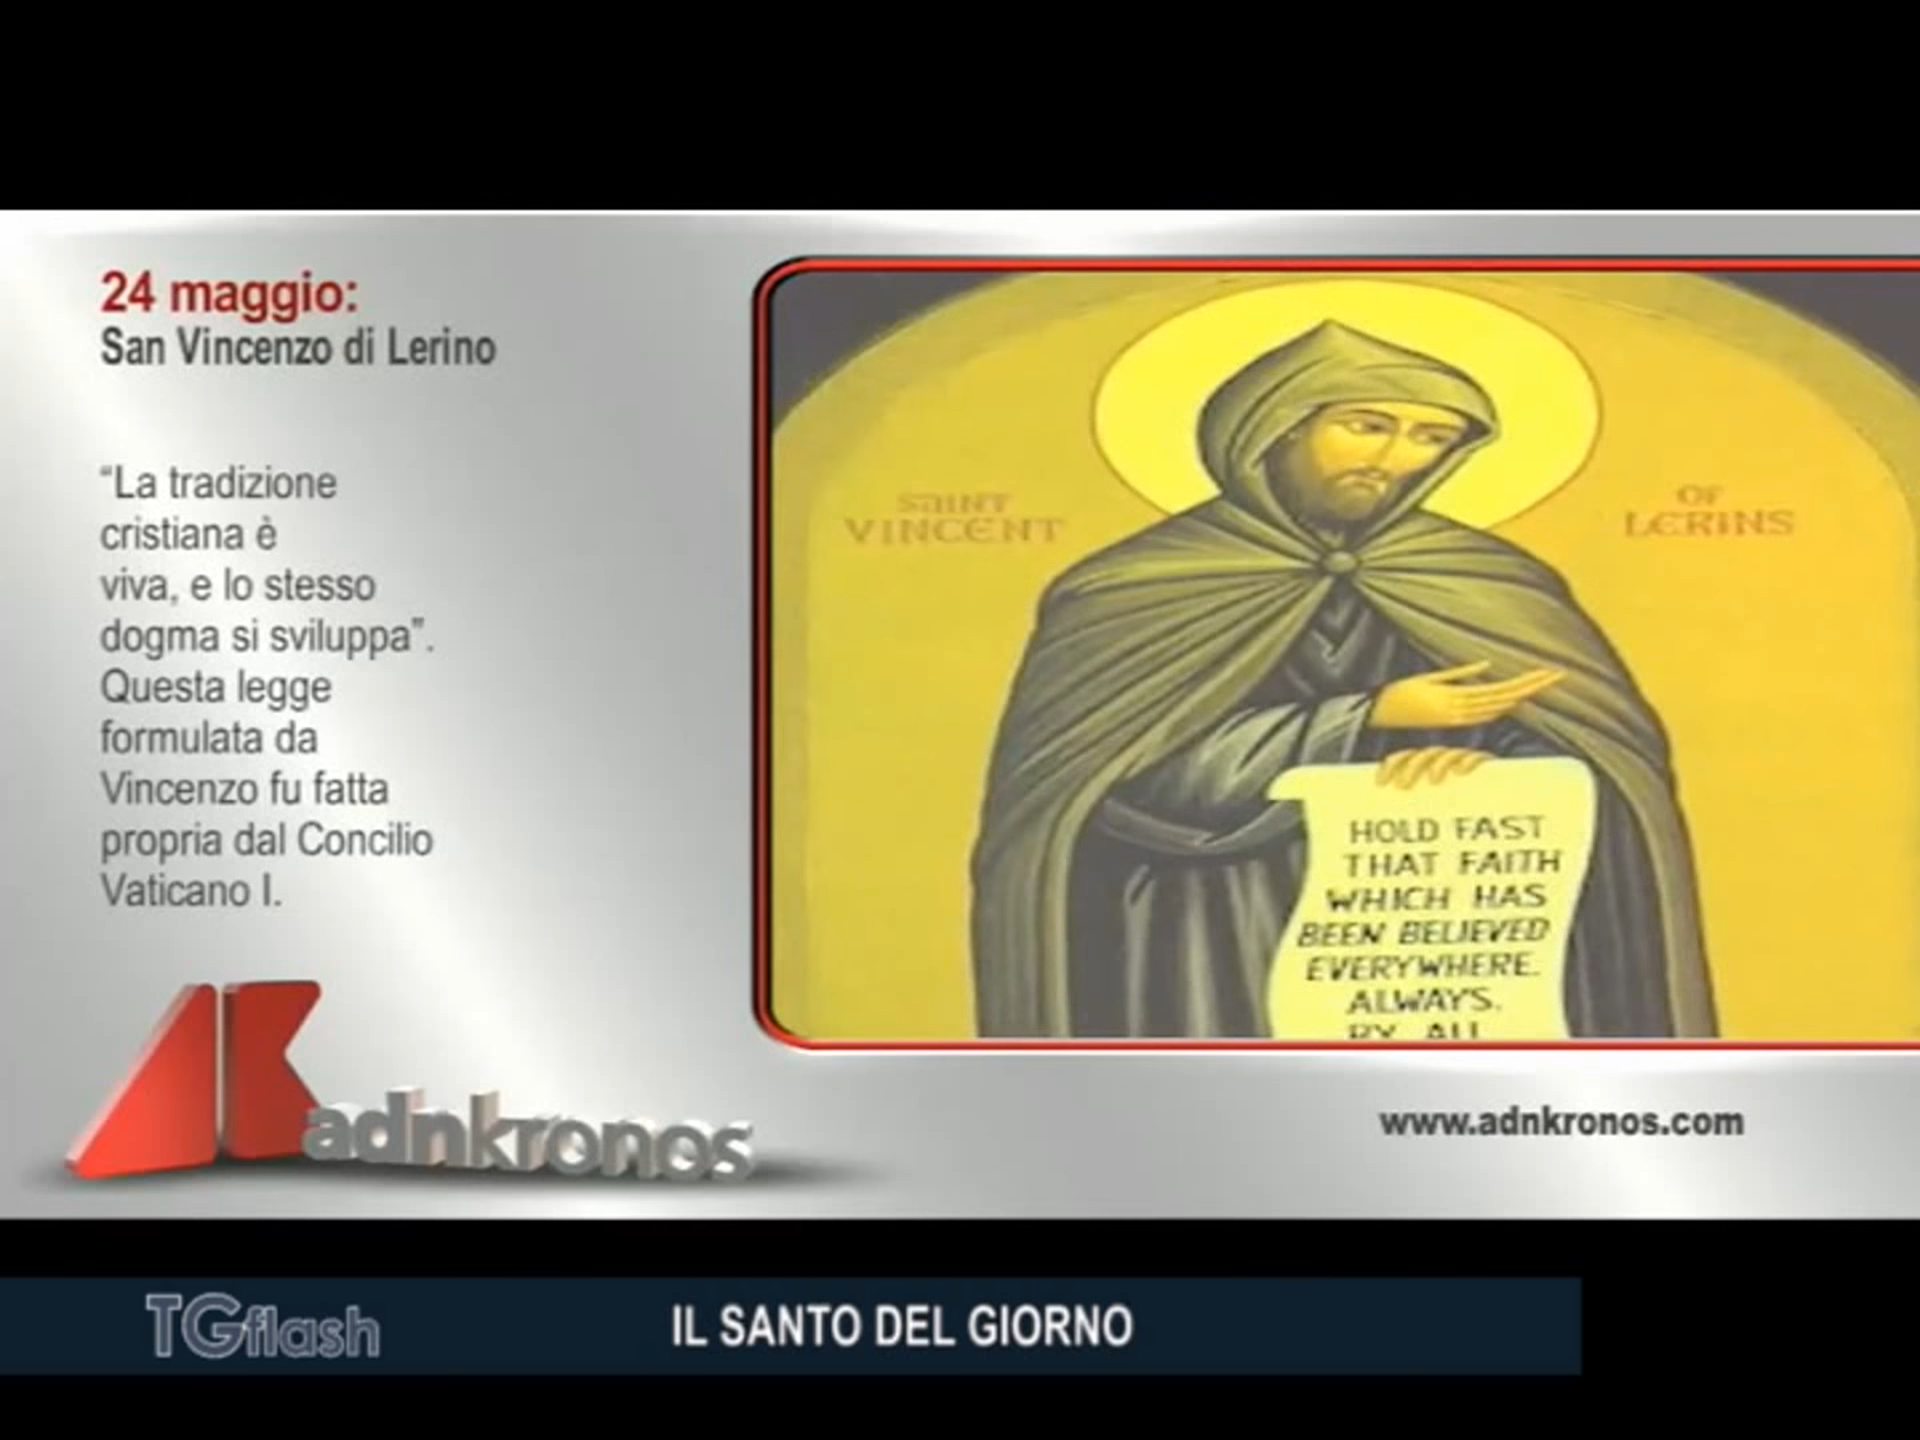 24 maggio:
San Vincenzo di Lerino
“La tradizione
cristiana è
viva, e lo stesso
dogma si sviluppa”.
Questa legge
formulata da
Vincenzo fu fatta
propria dal Concilio
Vaticano I.
SAINT
VINCENT
OF
LERINS
HOLD FAST
THAT FAITH
WHICH HAS
BEEN BELIEVED
EVERYWHERE.
ALWAYS.
BY ALL
adnkronos
www.adnkronos.com
TGflash
IL SANTO DEL GIORNO